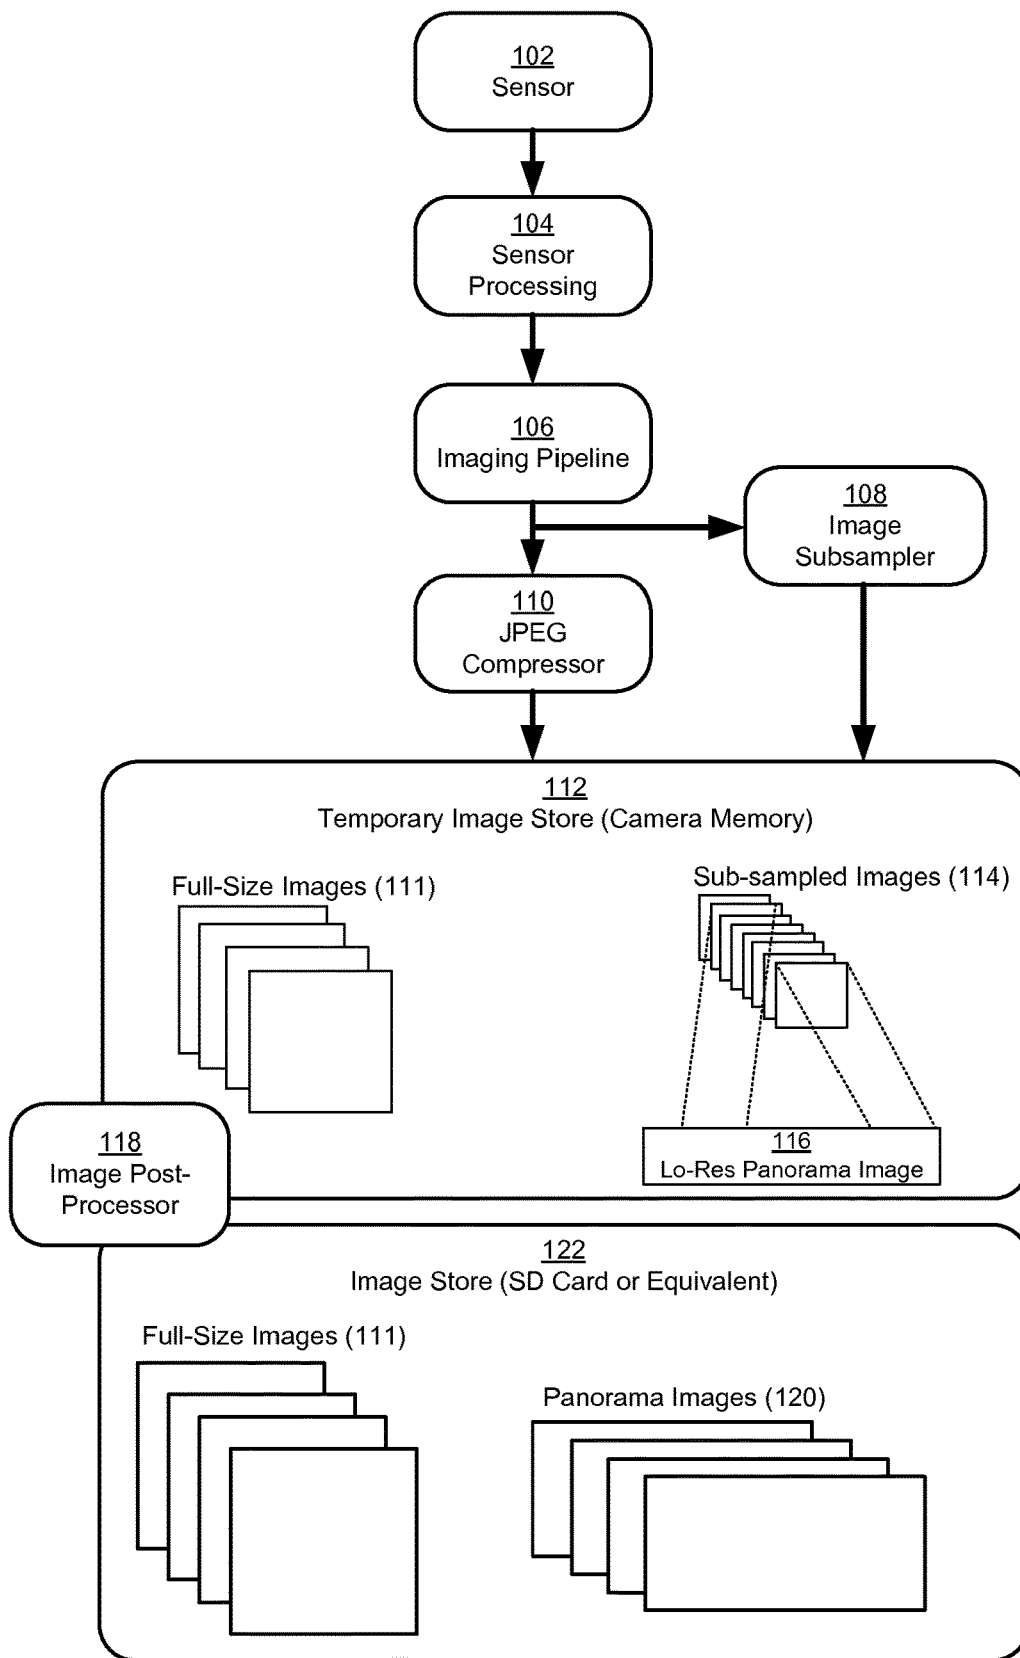 102
Sensor
104
Sensor
Processing
106
Imaging Pipeline
108
Image
Subsampler
110
JPEG
Compressor
112
Temporary Image Store (Camera Memory)
Full-Size Images (111)
Sub-sampled Images (114)
116
Lo-Res Panorama Image
118
Image Post-
Processor
122
Image Store (SD Card or Equivalent)
Full-Size Images (111)
Panorama Images (120)